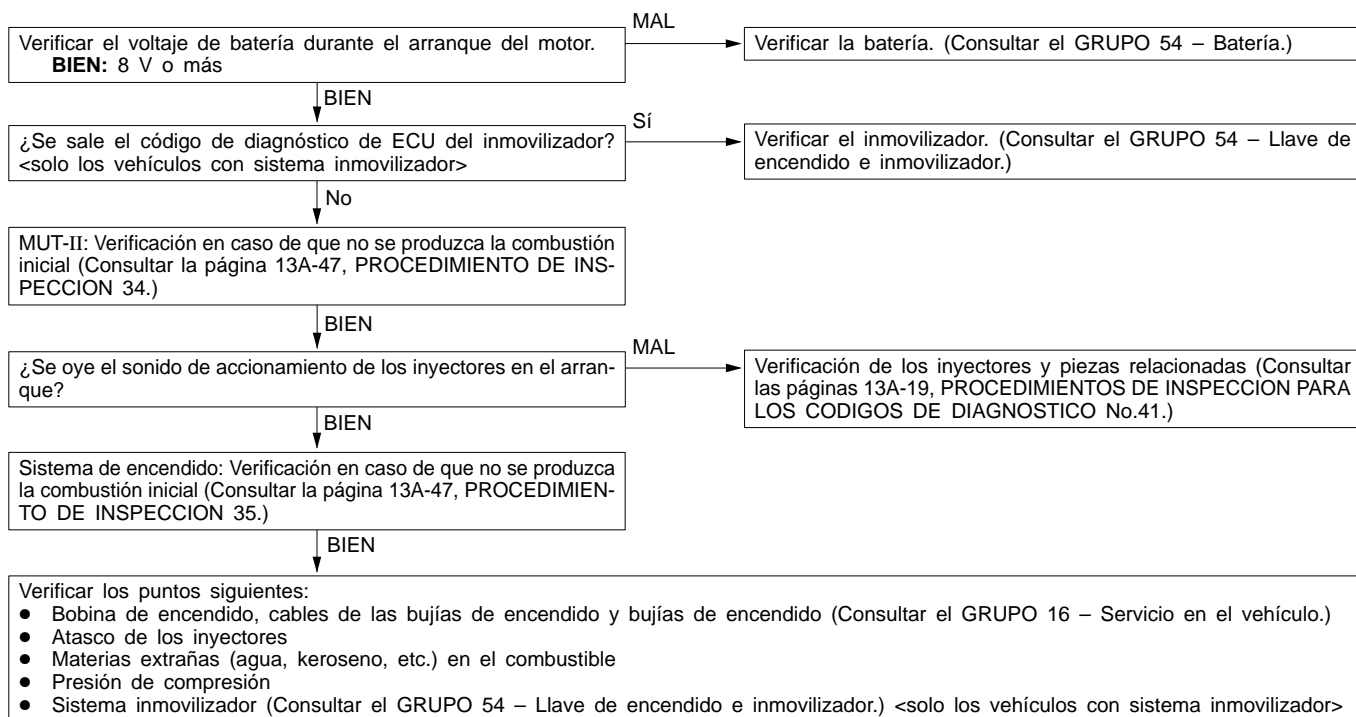 MAL
Verificar el voltaje de batería durante el arranque del motor.
BIEN: 8 V o más
Verificar la batería. (Consultar el GRUPO 54 – Batería.)
BIEN
¿Se sale el código de diagnóstico de ECU del inmovilizador?
<solo los vehículos con sistema inmovilizador>
Sí
Verificar el inmovilizador. (Consultar el GRUPO 54 – Llave de
encendido e inmovilizador.)
No
MUT-II: Verificación en caso de que no se produzca la combustión
inicial (Consultar la página 13A-47, PROCEDIMIENTO DE INS-
PECCION 34.)
BIEN
¿Se oye el sonido de accionamiento de los inyectores en el arran-
que?
MAL
Verificación de los inyectores y piezas relacionadas (Consultar
las páginas 13A-19, PROCEDIMIENTOS DE INSPECCION PARA
LOS CODIGOS DE DIAGNOSTICO No.41.)
BIEN
Sistema de encendido: Verificación en caso de que no se produzca
la combustión inicial (Consultar la página 13A-47, PROCEDIMIEN-
TO DE INSPECCION 35.)
BIEN
Verificar los puntos siguientes:
● Bobina de encendido, cables de las bujías de encendido y bujías de encendido (Consultar el GRUPO 16 – Servicio en el vehículo.)
● Atasco de los inyectores
● Materias extrañas (agua, keroseno, etc.) en el combustible
● Presión de compresión
● Sistema inmovilizador (Consultar el GRUPO 54 – Llave de encendido e inmovilizador.) <solo los vehículos con sistema inmovilizador>